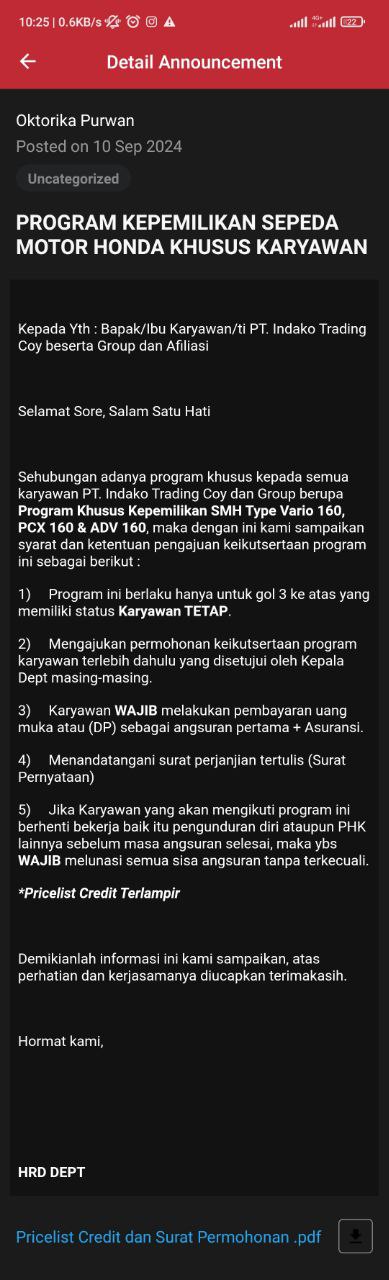 10:25 | 0.6KB/s
4G+
22
Detail Announcement
Oktorika Purwan
Posted on 10 Sep 2024
Uncategorized
PROGRAM KEPEMILIKAN SEPEDA
MOTOR HONDA KHUSUS KARYAWAN
Kepada Yth : Bapak/Ibu Karyawan/ti PT. Indako Trading
Coy beserta Group dan Afiliasi
Selamat Sore, Salam Satu Hati
Sehubungan adanya program khusus kepada semua
karyawan PT. Indako Trading Coy dan Group berupa
Program Khusus Kepemilikan SMH Type Vario 160,
PCX 160 & ADV 160, maka dengan ini kami sampaikan
syarat dan ketentuan pengajuan keikutsertaan program
ini sebagai berikut :
1) Program ini berlaku hanya untuk gol 3 ke atas yang
memiliki status Karyawan TETAP.
2) Mengajukan permohonan keikutsertaan program
karyawan terlebih dahulu yang disetujui oleh Kepala
Dept masing-masing.
3) Karyawan WAJIB melakukan pembayaran uang
muka atau (DP) sebagai angsuran pertama + Asuransi.
4) Menandatangani surat perjanjian tertulis (Surat
Pernyataan)
5) Jika Karyawan yang akan mengikuti program ini
berhenti bekerja baik itu pengunduran diri ataupun PHK
lainnya sebelum masa angsuran selesai, maka ybs
WAJIB melunasi semua sisa angsuran tanpa terkecuali.
*Pricelist Credit Terlampir
Demikianlah informasi ini kami sampaikan, atas
perhatian dan kerjasamanya diucapkan terimakasih.
Hormat kami,
HRD DEPT
Pricelist Credit dan Surat Permohonan .pdf